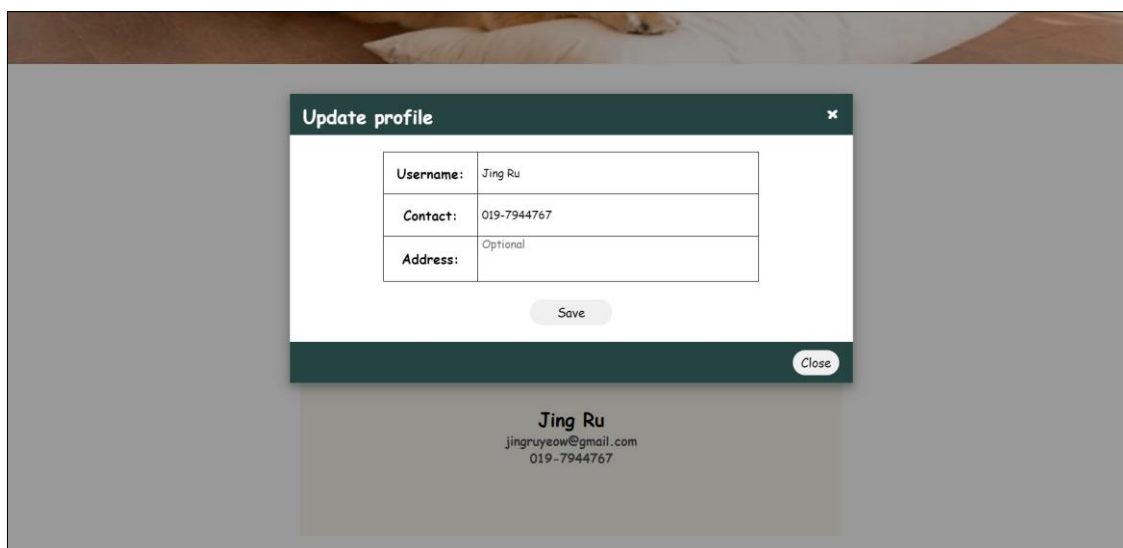 Update profile ×
Username: Jing Ru
Contact: 019-7944767
Address: Optional
Save
Close
Jing Ru
jingruyeow@gmail.com
019-7944767